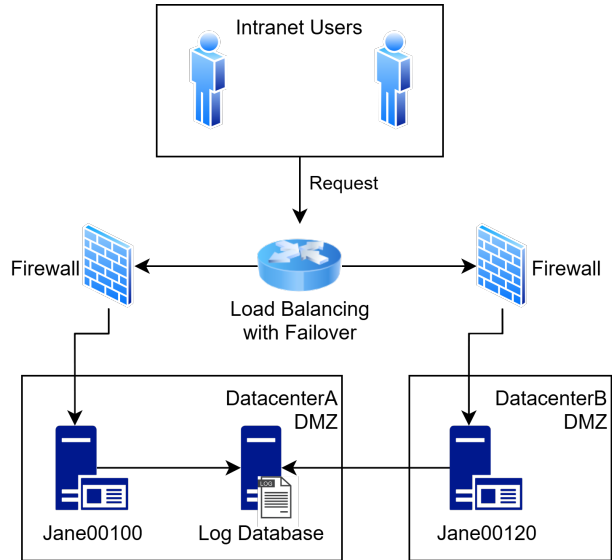 Intranet Users
Request
Firewall
Firewall
Load Balancing
with Failover
DatacenterA
DMZ
DatacenterB
DMZ
LOG
Jane00100
Log Database
Jane00120